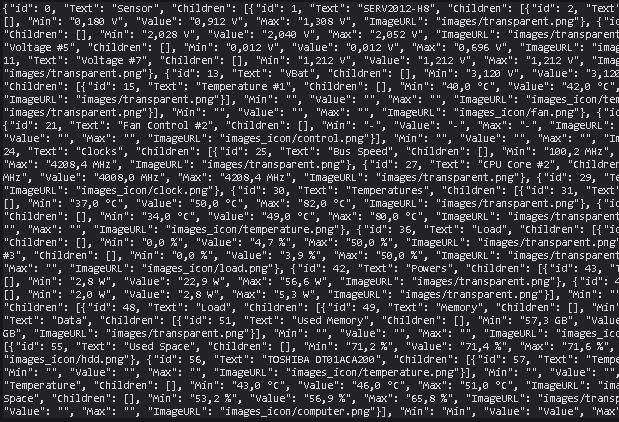 {"id": 0, "Text": "Sensor", "Children": [{"id": 1, "Text": "SERV2012-H8", "Children": [{"id": 2,
[], "Min": "0,180 V", "Value": "0,912 V", "Max": "1,308 V", "ImageURL": "images/transparent.png"}, {"id
"Children": [], "Min": "2,028 V", "Value": "2,040 V", "Max": "2,052 V", "ImageURL": "images/transparent
"Voltage #5", "Children": [], "Min": "0,012 V", "Value": "0,012 V", "Max": "0,696 V", "ImageURL": "imag
11, "Text": "Voltage #7", "Children": [], "Min": "1,212 V", "Value": "1,212 V", "Max": "1,212 V", "Imag
"images/transparent.png"}, {"id": 13, "Text": "VBat", "Children": [], "Min": "3,120 V", "Value": "3,120
"Children": [{"id": 15, "Text": "Temperature #1", "Children": [], "Min": "40,0 °C", "Value": "42,0 °C",
"ImageURL": "images/transparent.png"}], "Min": "", "Value": "", "Max": "", "ImageURL": "images_icon/tem
"images/transparent.png"}], "Min": "", "Value": "", "Max": "", "ImageURL": "images_icon/fan.png"}, {"id
{"id": 21, "Text": "Fan Control #2", "Children": [], "Min": "-", "Value": "-", "Max": "-", "ImageURL":
"Value": "", "Max": "", "ImageURL": "images_icon/control.png"}], "Min": "", "Value": "", "Max": "", "Im
24, "Text": "Clocks", "Children": [{"id": 25, "Text": "Bus Speed", "Children": [], "Min": "100,2 MHz",
"Max": "4208,4 MHz", "ImageURL": "images/transparent.png"}, {"id": 27, "Text": "CPU Core #2", "Children
MHz", "Value": "4008,0 MHz", "Max": "4208,4 MHz", "ImageURL": "images/transparent.png"}, {"id": 29, "Te
"ImageURL": "images_icon/clock.png"}, {"id": 30, "Text": "Temperatures", "Children": [{"id": 31, "Text"
[], "Min": "37,0 °C", "Value": "50,0 °C", "Max": "82,0 °C", "ImageURL": "images/transparent.png"}, {"id
"Children": [], "Min": "34,0 °C", "Value": "49,0 °C", "Max": "80,0 °C", "ImageURL": "images/transparent
"", "Max": "", "ImageURL": "images_icon/temperature.png"}, {"id": 36, "Text": "Load", "Children": [{"id
"Children": [], "Min": "0,0 %", "Value": "4,7 %", "Max": "50,0 %", "ImageURL": "images/transparent.png"
#3", "Children": [], "Min": "0,0 %", "Value": "3,9 %", "Max": "50,0 %", "ImageURL": "images/transparent
"Max": "", "ImageURL": "images_icon/load.png"}, {"id": 42, "Text": "Powers", "Children": [{"id": 43, "T
[], "Min": "2,8 W", "Value": "22,9 W", "Max": "56,6 W", "ImageURL": "images/transparent.png"}, {"id": 4
[], "Min": "2,0 W", "Value": "2,8 W", "Max": "5,3 W", "ImageURL": "images/transparent.png"}], "Min": ""
"Children": [{"id": 48, "Text": "Load", "Children": [{"id": 49, "Text": "Memory", "Children": [], "Min"
"Text": "Data", "Children": [{"id": 51, "Text": "Used Memory", "Children": [], "Min": "57,3 GB", "Value
GB", "ImageURL": "images/transparent.png"}], "Min": "", "Value": "", "Max": "", "ImageURL": "images_ico
[{"id": 55, "Text": "Used Space", "Children": [], "Min": "71,2 %", "Value": "71,4 %", "Max": "71,6 %",
"images_icon/hdd.png"}, {"id": 56, "Text": "TOSHIBA DT01ACA200", "Children": [{"id": 57, "Text": "Tempe
"Min": "", "Value": "", "Max": "", "ImageURL": "images_icon/temperature.png"}, {"id":
"Temperature", "Children": [], "Min": "43,0 °C", "Value": "46,0 °C", "Max": "51,0 °C", "ImageURL": "ima
Space", "Children": [], "Min": "53,2 %", "Value": "56,9 %", "Max": "65,8 %", "ImageURL": "images/transp
"Value": "", "Max": "", "ImageURL": "images_icon/computer.png"}], "Min": "Min", "Value": "Value", "Max"